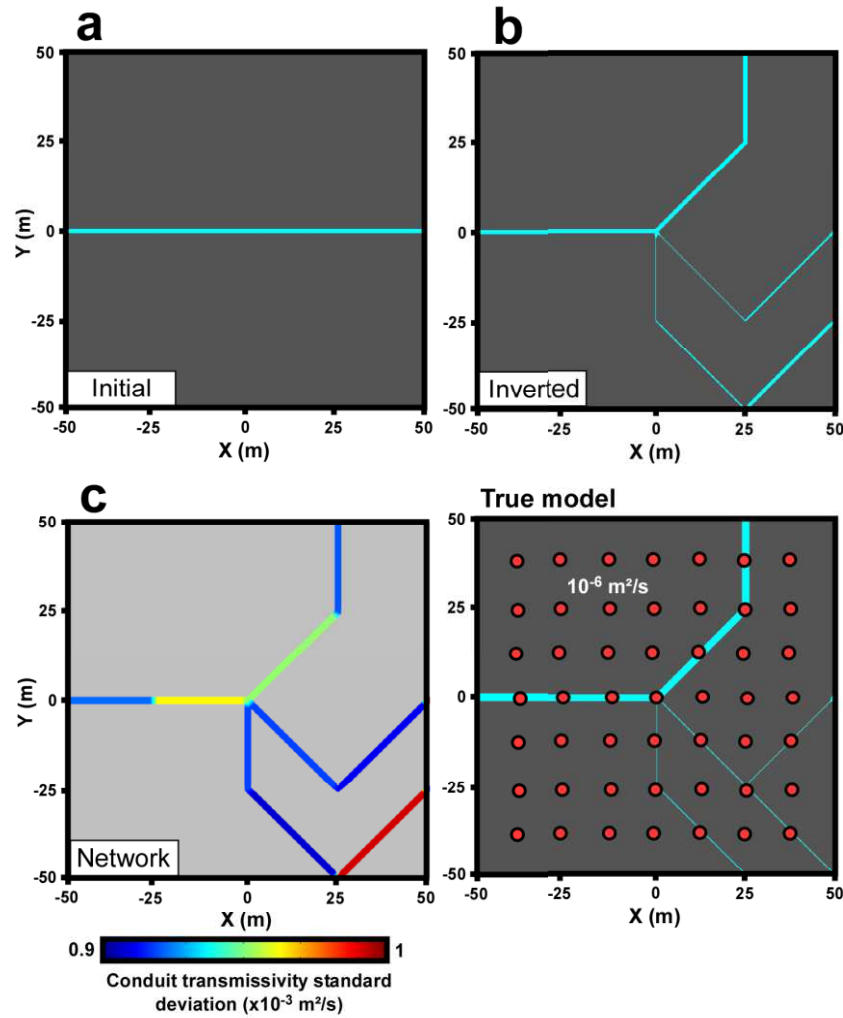 a
50
25
0
-25
-50
Y (m)
Initial
-50 -25 0 25 50
X (m)
b
50
25
0
-25
-50
Inverted
-50 -25 0 25 50
X (m)
c
50
25
0
-25
-50
Y (m)
Network
-50 -25 0 25 50
X (m)
0.9 1
Conduit transmissivity standard
deviation (x10⁻³ m²/s)
True model
50
25
0
-25
-50
10⁻⁶ m²/s
-50 -25 0 25 50
X (m)